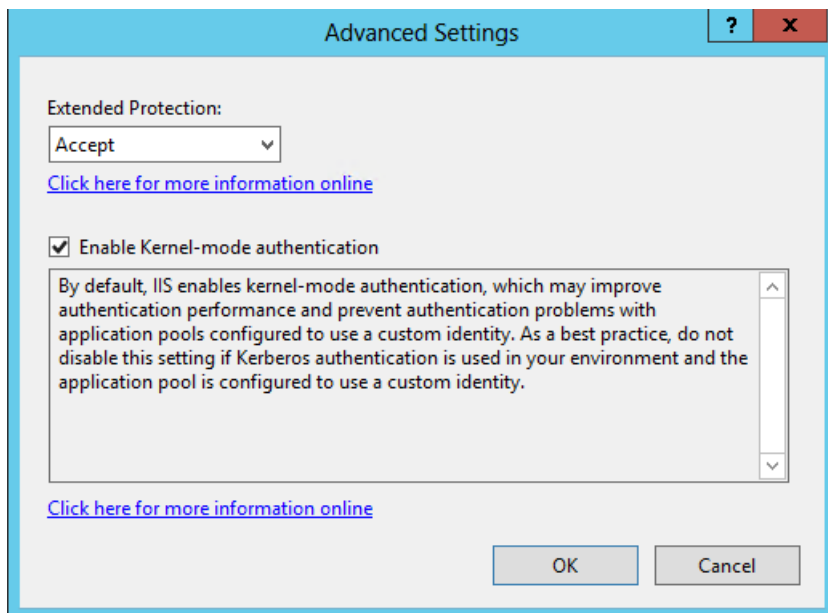 Advanced Settings
?
x
Extended Protection:
Accept
Click here for more information online
Enable Kernel-mode authentication
By default, IIS enables kernel-mode authentication, which may improve
authentication performance and prevent authentication problems with
application pools configured to use a custom identity. As a best practice, do not
disable this setting if Kerberos authentication is used in your environment and the
application pool is configured to use a custom identity.
Click here for more information online
OK
Cancel